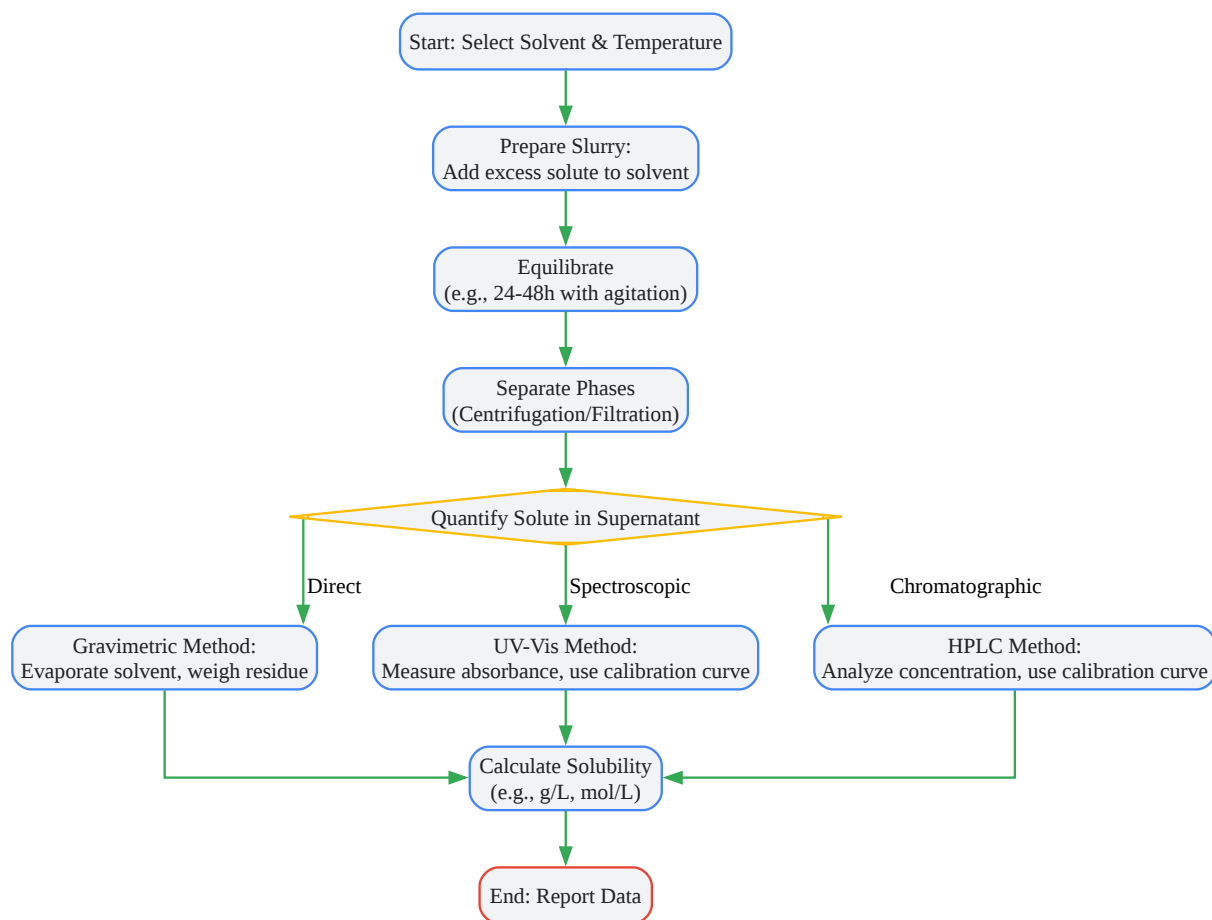 Start: Select Solvent & Temperature
Prepare Slurry:
Add excess solute to solvent
Equilibrate
(e.g., 24-48h with agitation)
Separate Phases
(Centrifugation/Filtration)
Quantify Solute in Supernatant
Direct
Spectroscopic
Chromatographic
Gravimetric Method:
Evaporate solvent, weigh residue
UV-Vis Method:
Measure absorbance, use calibration curve
HPLC Method:
Analyze concentration, use calibration curve
Calculate Solubility
(e.g., g/L, mol/L)
End: Report Data